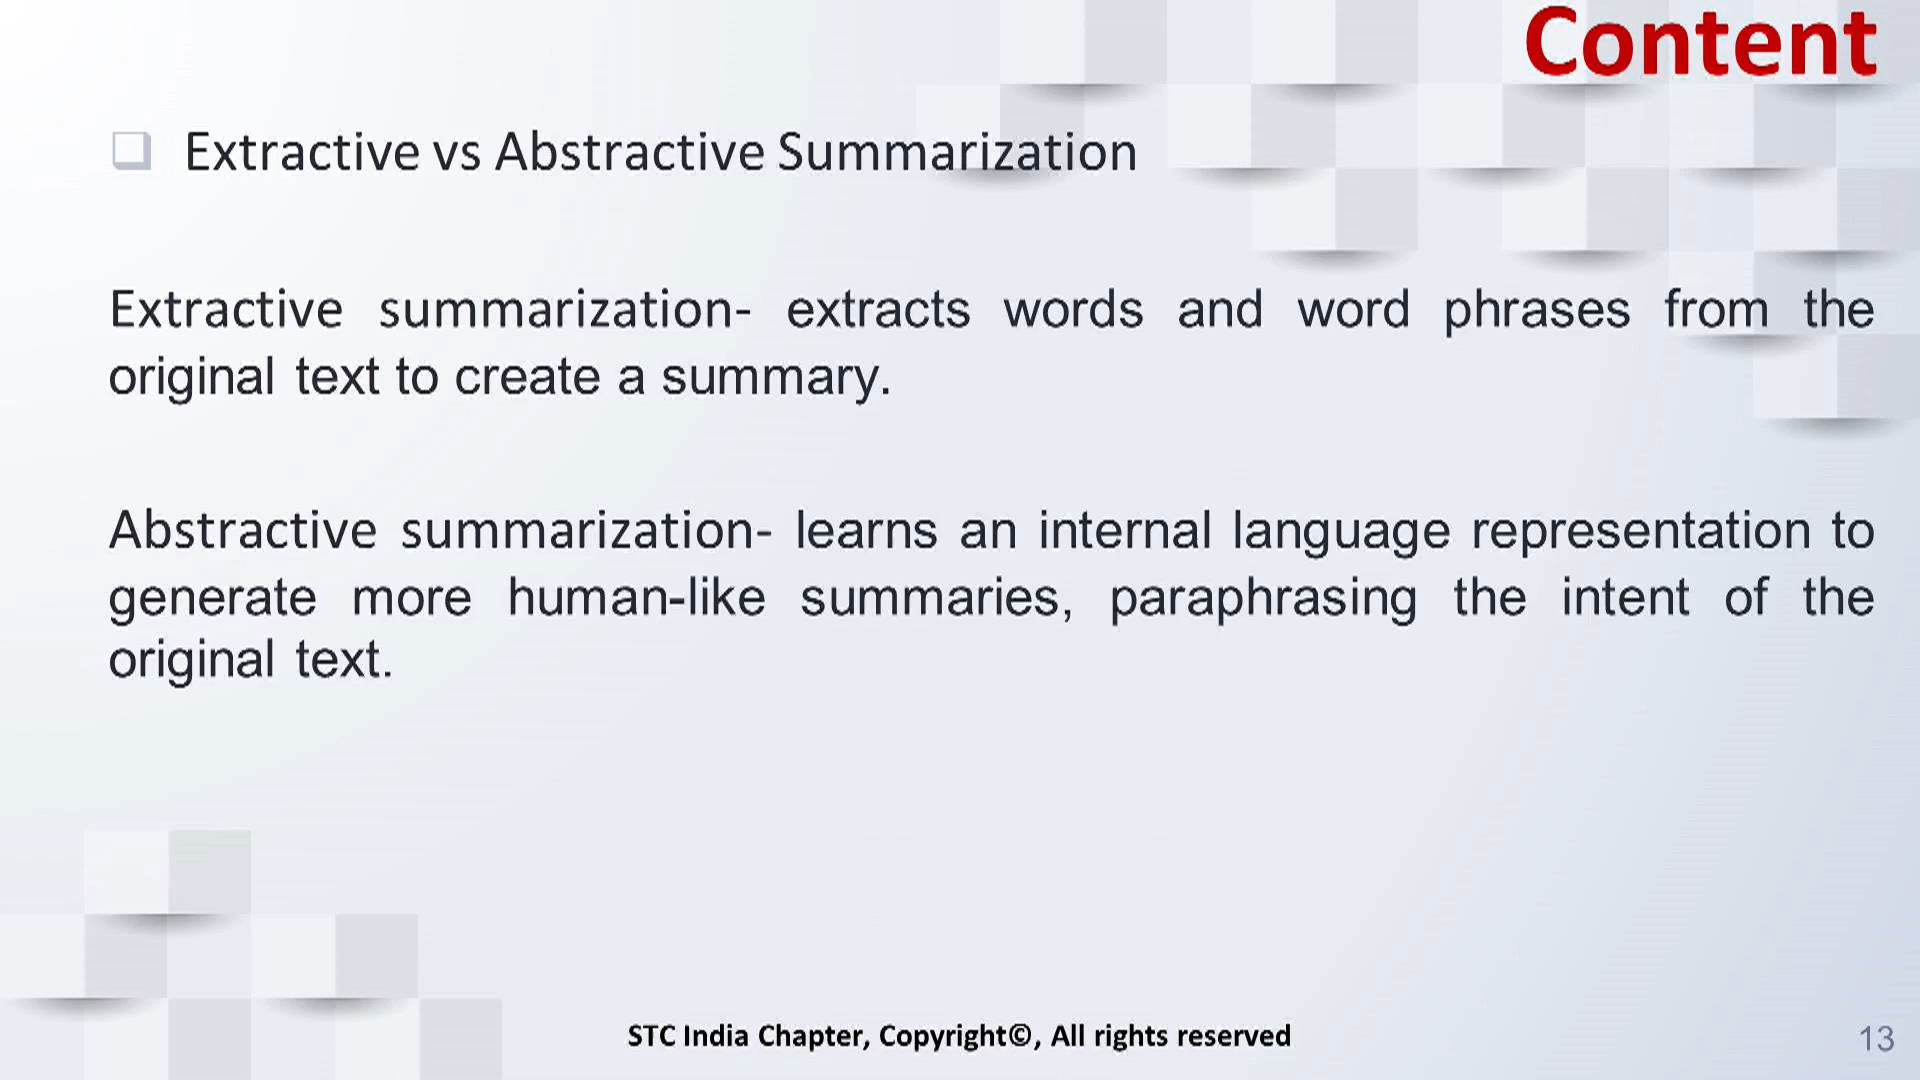 Content
Extractive vs Abstractive Summarization
Extractive summarization- extracts words and word phrases from the
original text to create a summary.
Abstractive summarization- learns an internal language representation to
generate more human-like summaries, paraphrasing the intent of the
original text.
STC India Chapter, Copyright©, All rights reserved
13